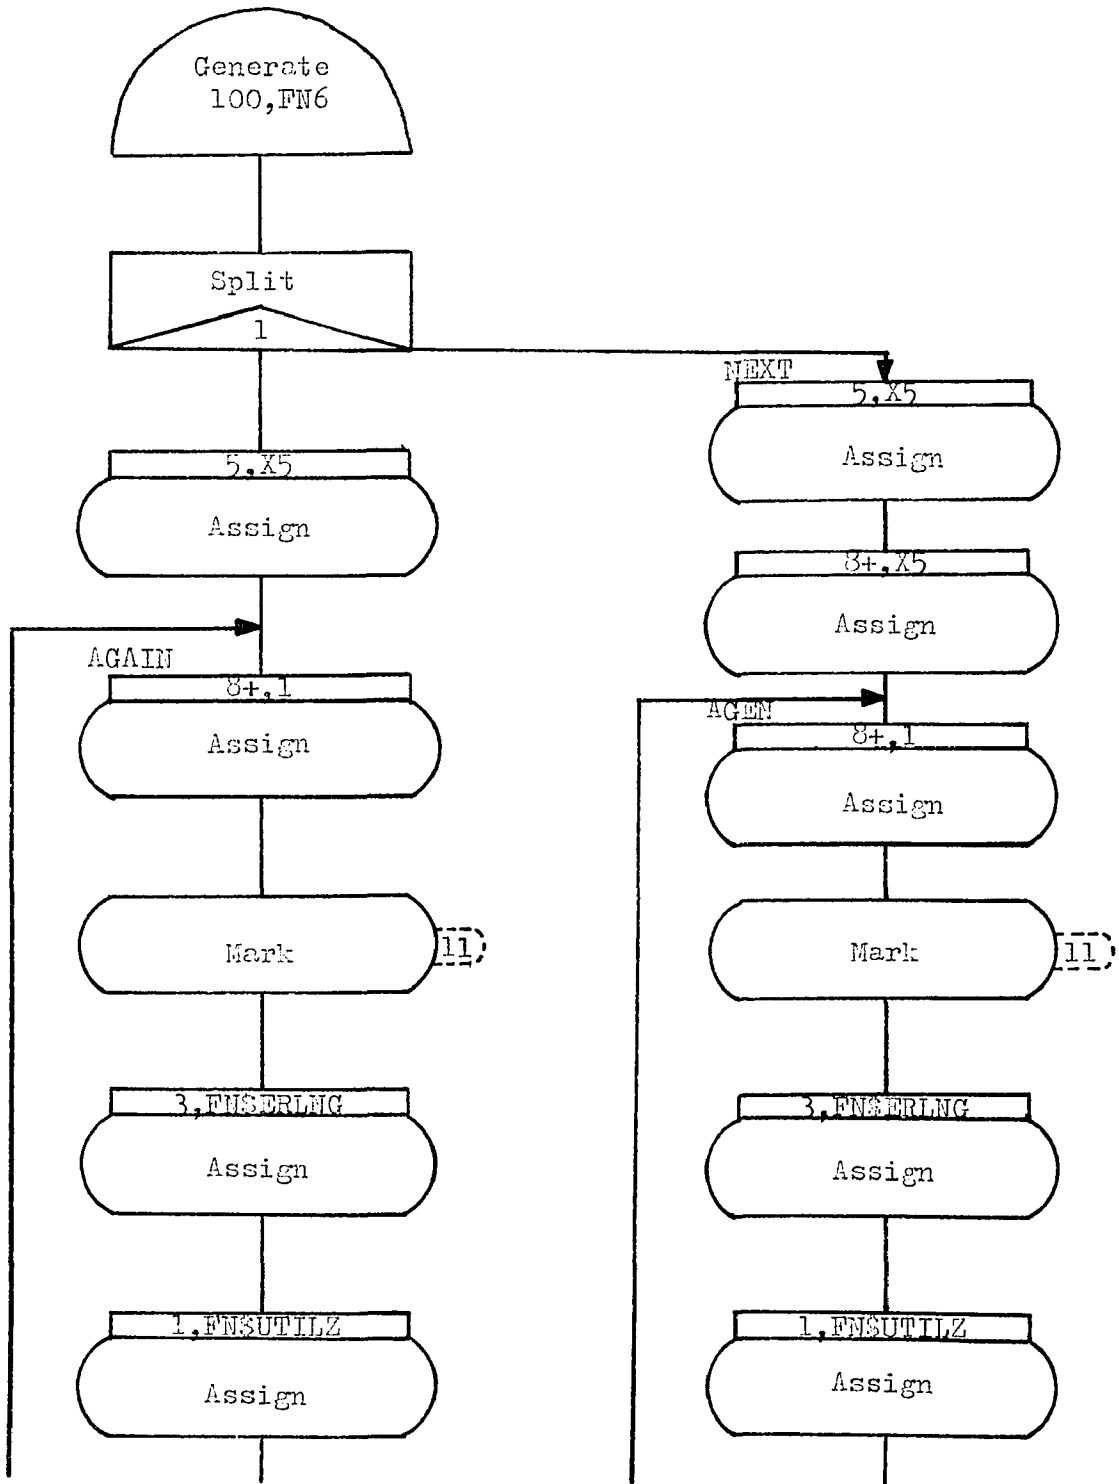 Generate
100,FN6
Split
1
5,X5
Assign
AGAIN
8+,1
Assign
Mark
11
3,FN$ERLNG
Assign
1,FN$UTILZ
Assign
NEXT
5,X5
Assign
8+,X5
Assign
AGEN
8+,1
Assign
Mark
11
3,FN$ERLNG
Assign
1,FN$UTILZ
Assign